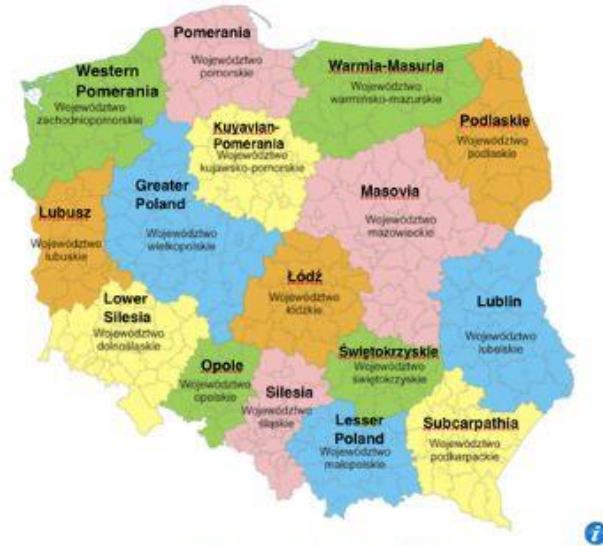 Pomerania
Województwo
pomorskie
Western
Pomerania
Województwo
zachodniopomorskie
Warmia-Masuria
Województwo
warmińsko-mazurskie
Podlaskie
Województwo
podlaskie
Kuyavian-
Pomerania
Województwo
kujawsko-pomorskie
Greater
Poland
Województwo
wielkopolskie
Masovia
Województwo
mazowieckie
Lubusz
Województwo
lubuskie
Łódź
Województwo
łódzkie
Lublin
Województwo
lubelskie
Lower
Silesia
Województwo
dolnośląskie
Opole
Województwo
opolskie
Silesia
Województwo
śląskie
Świętokrzyskie
Województwo
świętokrzyskie
Lesser
Poland
Województwo
małopolskie
Subcarpathia
Województwo
podkarpackie
i